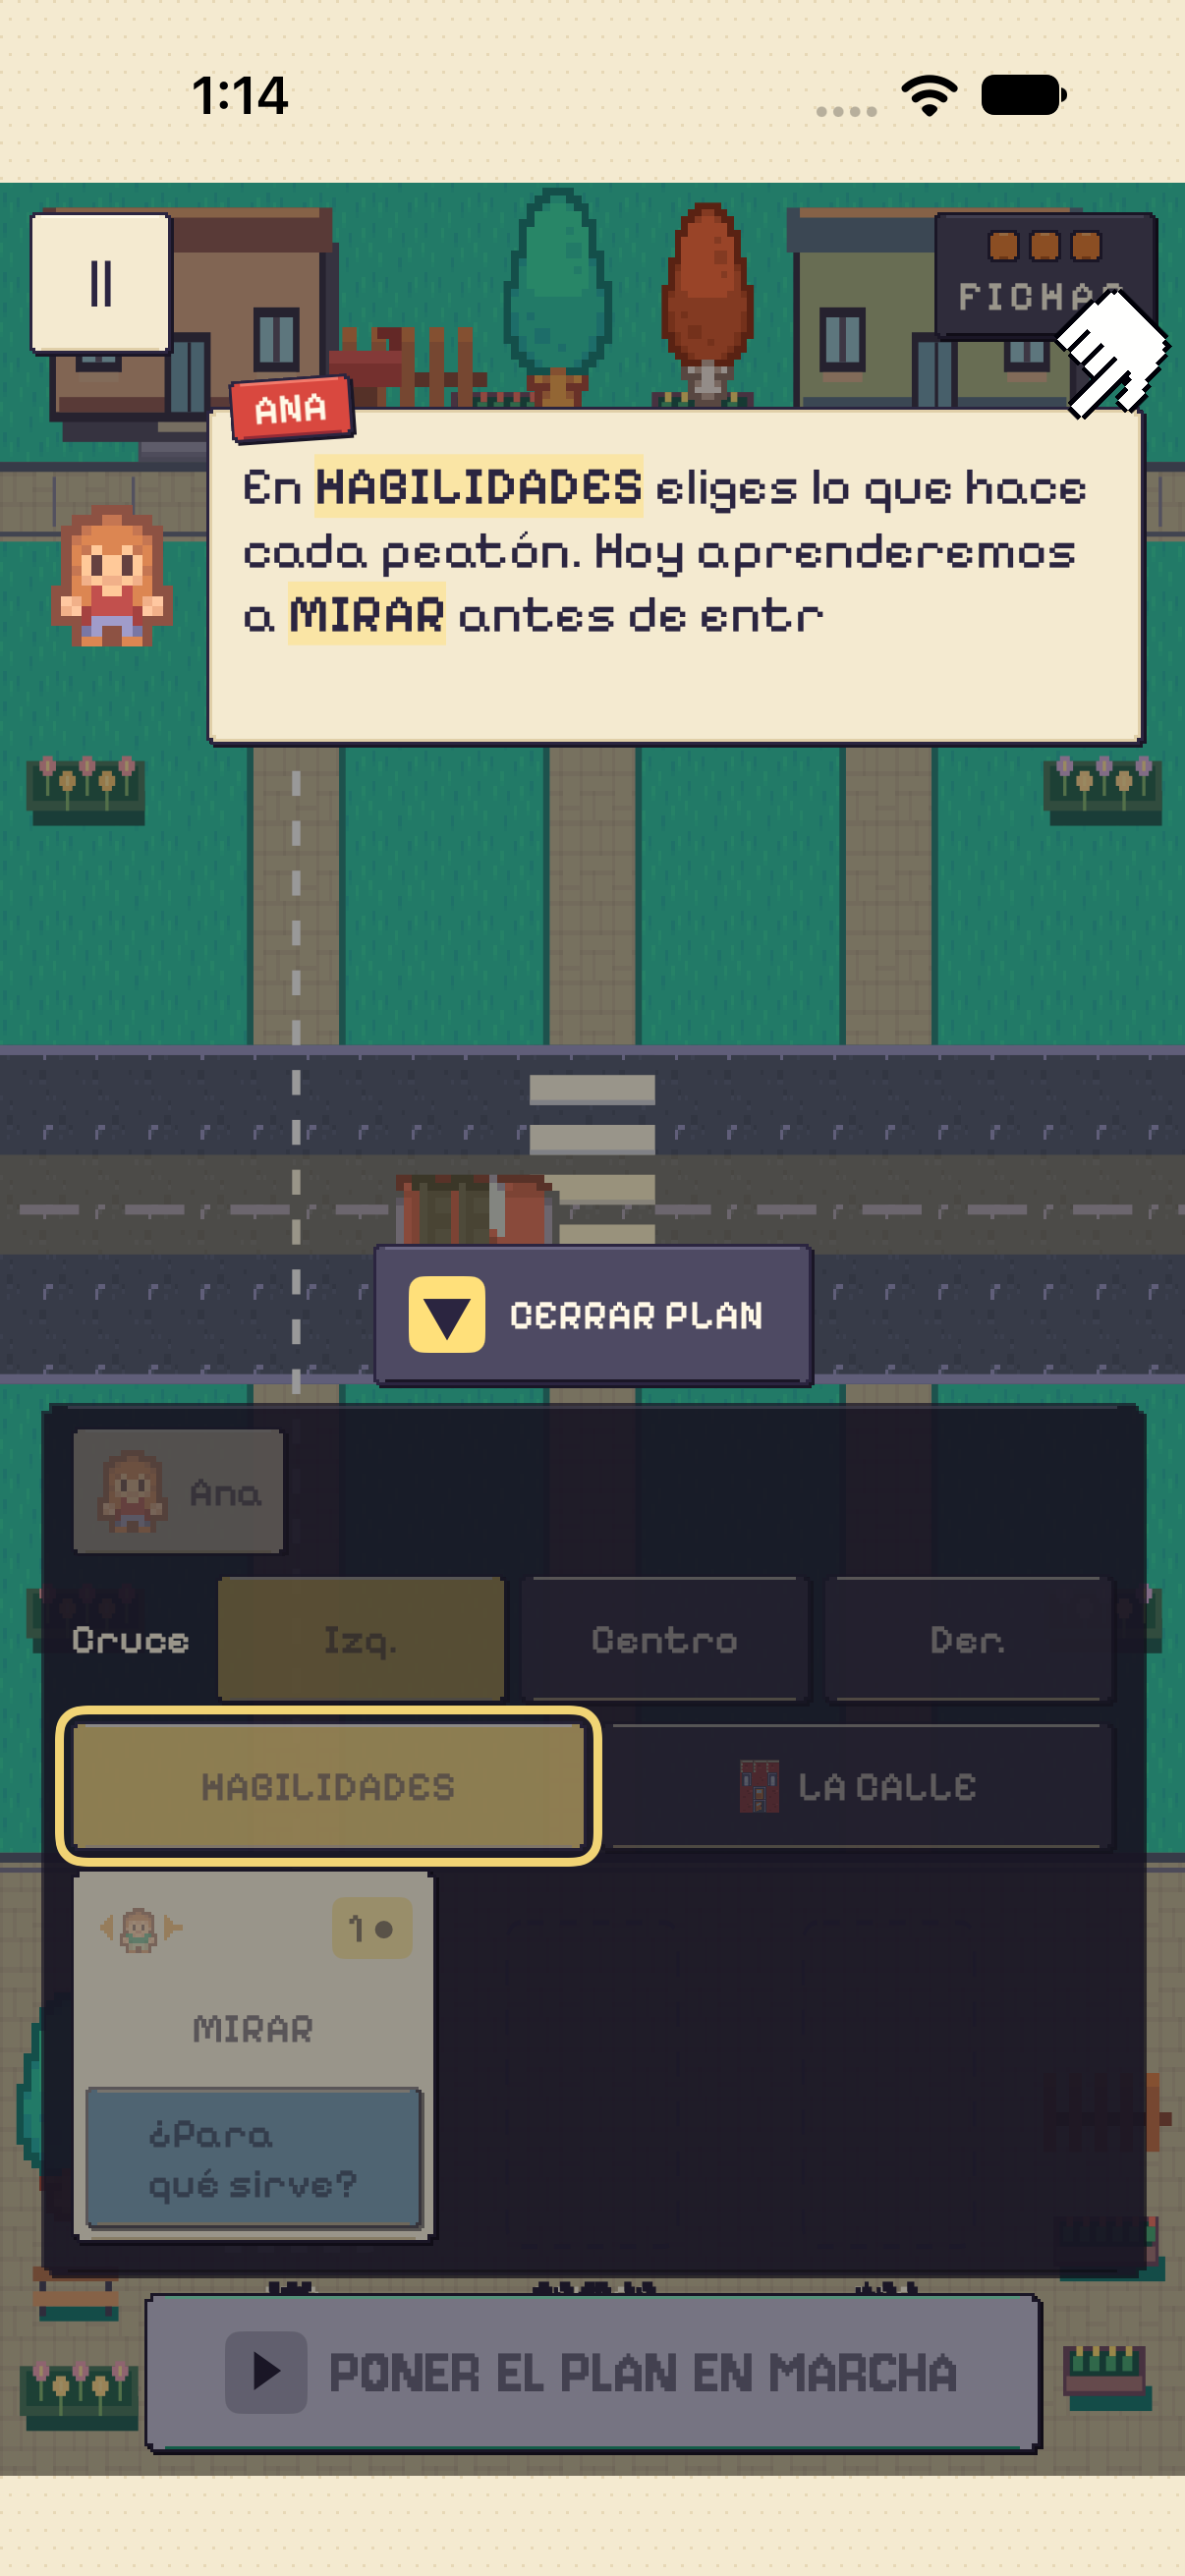 1:14
ANA
En HABILIDADES eliges lo que hace
cada peatón. Hoy aprenderemos
a MIRAR antes de entr
CERRAR PLAN
Ana
Cruce
Izq.
Centro
Der.
HABILIDADES
LA CALLE
1
MIRAR
¿Para
qué sirve?
PONER EL PLAN EN MARCHA